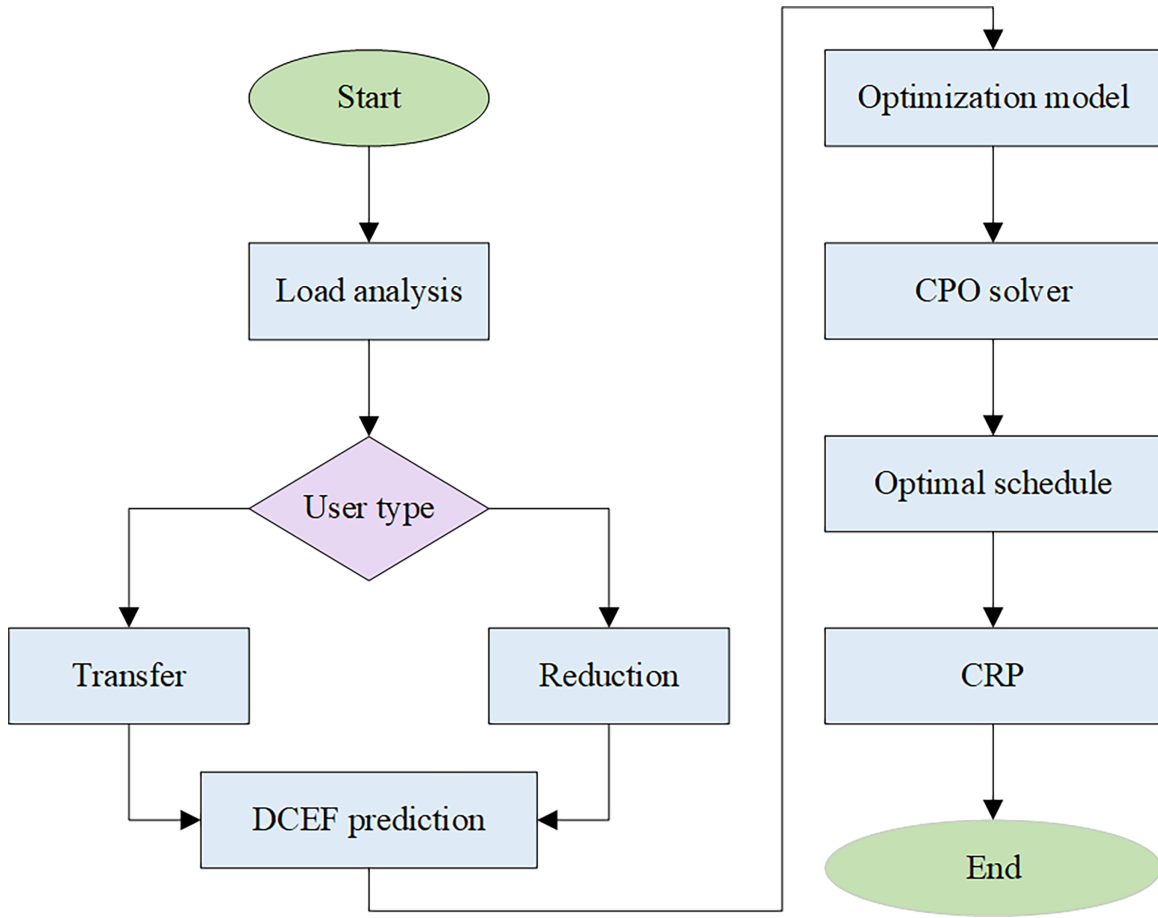 Start
Load analysis
User type
Transfer
Reduction
DCEF prediction
Optimization model
CPO solver
Optimal schedule
CRP
End